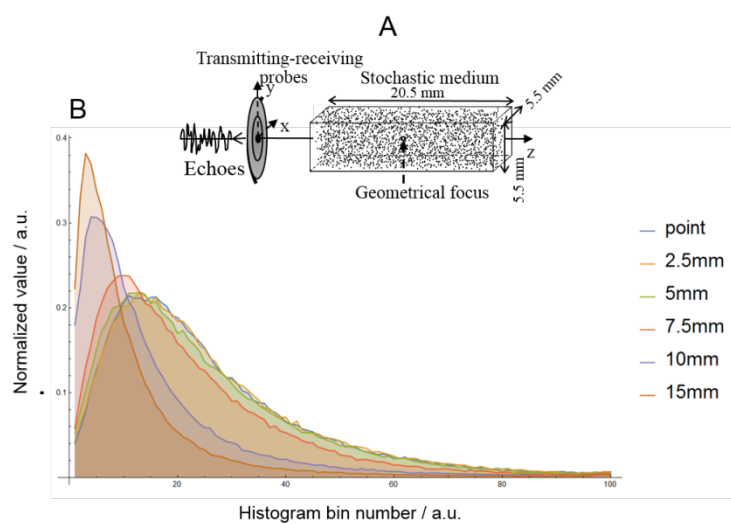 A
Transmitting-receiving
probes
Stochastic medium
20.5 mm
5.5 mm
y
x
z
5.5 mm
Echoes
Geometrical focus
B
0.4
0.3
0.2
0.1
20
40
60
80
100
Normalized value / a.u.
Histogram bin number / a.u.
point
2.5mm
5mm
7.5mm
10mm
15mm